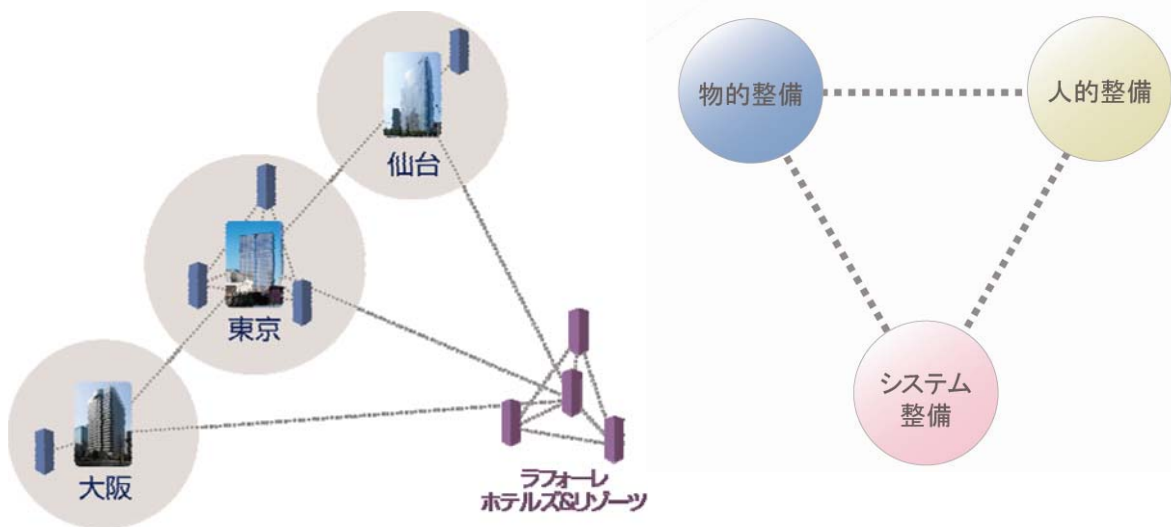 仙台
東京
大阪
ラフォーレ
ホテルズ&リゾーツ
物的整備
人的整備
システム
整備